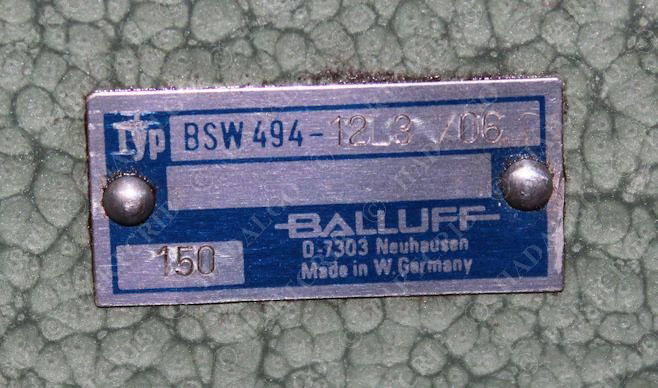 Typ BSW 494-12L3 /06
BALLUFF
D-7303 Neuhausen
150
Made in W. Germany